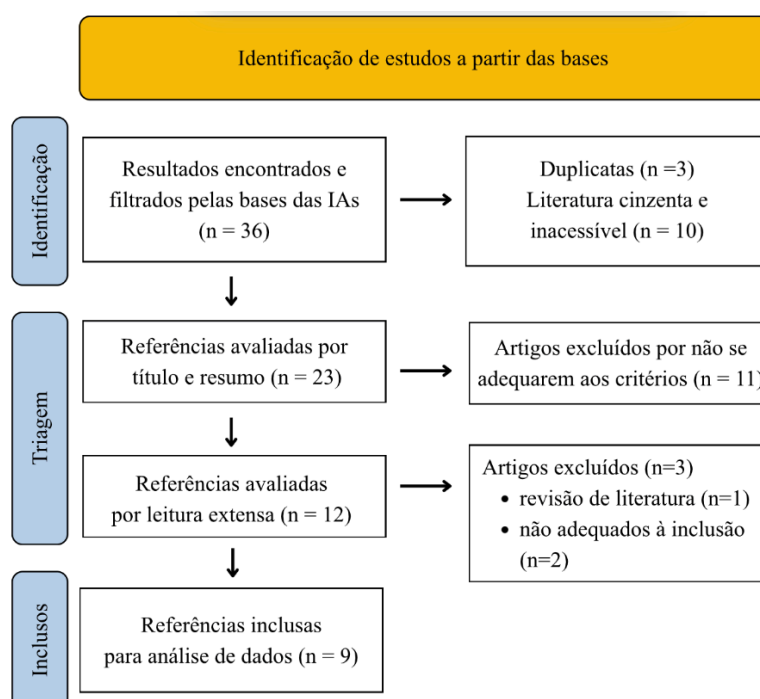 Identificação de estudos a partir das bases
Identificação
Resultados encontrados e
filtrados pelas bases das IAs
(n = 36)
Duplicatas (n =3)
Literatura cinzenta e
inacessível (n = 10)
Triagem
Referências avaliadas por
título e resumo (n = 23)
Artigos excluídos por não se
adequarem aos critérios (n = 11)
Referências avaliadas
por leitura extensa (n = 12)
Artigos excluídos (n=3)
• revisão de literatura (n=1)
• não adequados à inclusão
(n=2)
Inclusos
Referências inclusas
para análise de dados (n = 9)